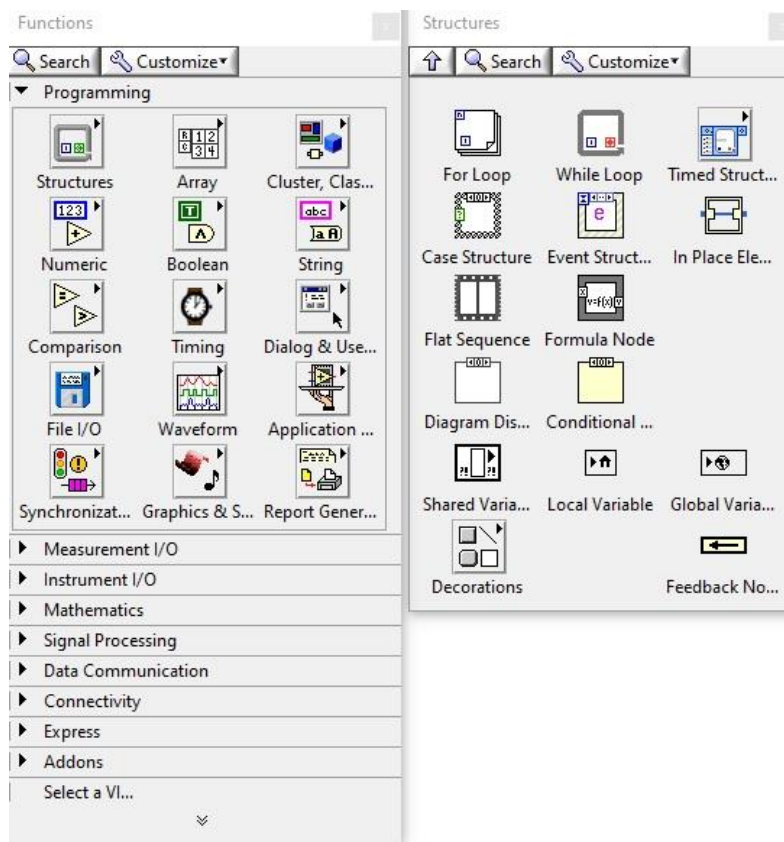 Functions
Search Customize
Programming
Structures Array Cluster, Clas...
Numeric Boolean String
Comparison Timing Dialog & Use...
File I/O Waveform Application ...
Synchronizat... Graphics & S... Report Gener...
Measurement I/O
Instrument I/O
Mathematics
Signal Processing
Data Communication
Connectivity
Express
Addons
Select a VI...
Structures
Search Customize
For Loop While Loop Timed Struct...
Case Structure Event Struct... In Place Ele...
Flat Sequence Formula Node
Diagram Dis... Conditional ...
Shared Varia... Local Variable Global Varia...
Decorations Feedback No...